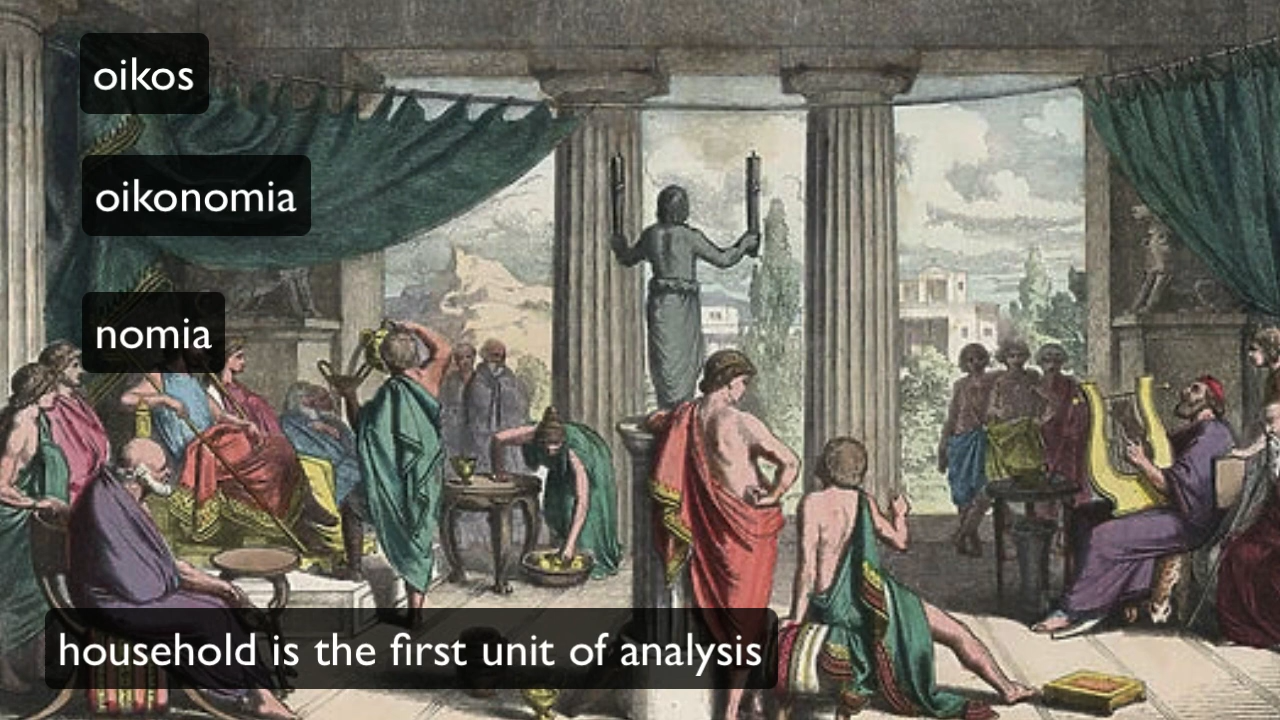 oikos
oikonomia
nomia
household is the first unit of analysis